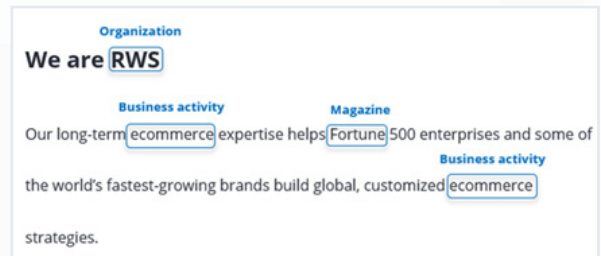 Organization
We are RWS
Business activity Magazine
Our long-term ecommerce expertise helps Fortune 500 enterprises and some of
Business activity
the world’s fastest-growing brands build global, customized ecommerce
strategies.